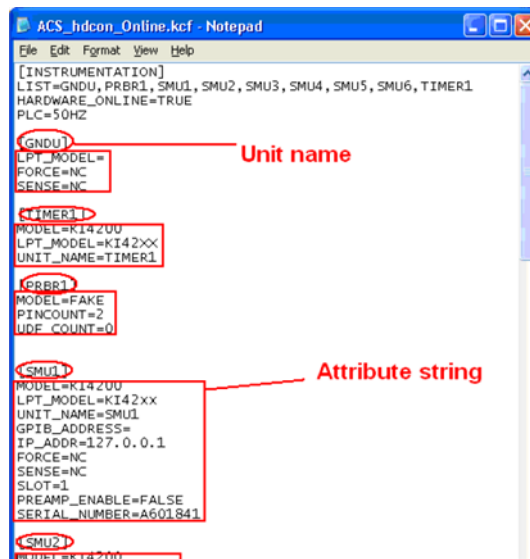 ACS_hdcon_Online.kcf - Notepad
File Edit Format View Help
[INSTRUMENTATION]
LIST=GNDU,PRBR1,SMU1,SMU2,SMU3,SMU4,SMU5,SMU6,TIMER1
HARDWARE_ONLINE=TRUE
PLC=50HZ
[GNDU]
Unit name
LPT_MODEL=
FORCE=NC
SENSE=NC
[TIMER1]
MODEL=KI4200
LPT_MODEL=KI42XX
UNIT_NAME=TIMER1
[PRBR1]
MODEL=FAKE
PINCOUNT=2
UDF_COUNT=0
[SMU1]
Attribute string
MODEL=KI4200
LPT_MODEL=KI42xx
UNIT_NAME=SMU1
GPIB_ADDRESS=
IP_ADDR=127.0.0.1
FORCE=NC
SENSE=NC
SLOT=1
PREAMP_ENABLE=FALSE
SERIAL_NUMBER=A601841
[SMU2]
MODEL=KI4200